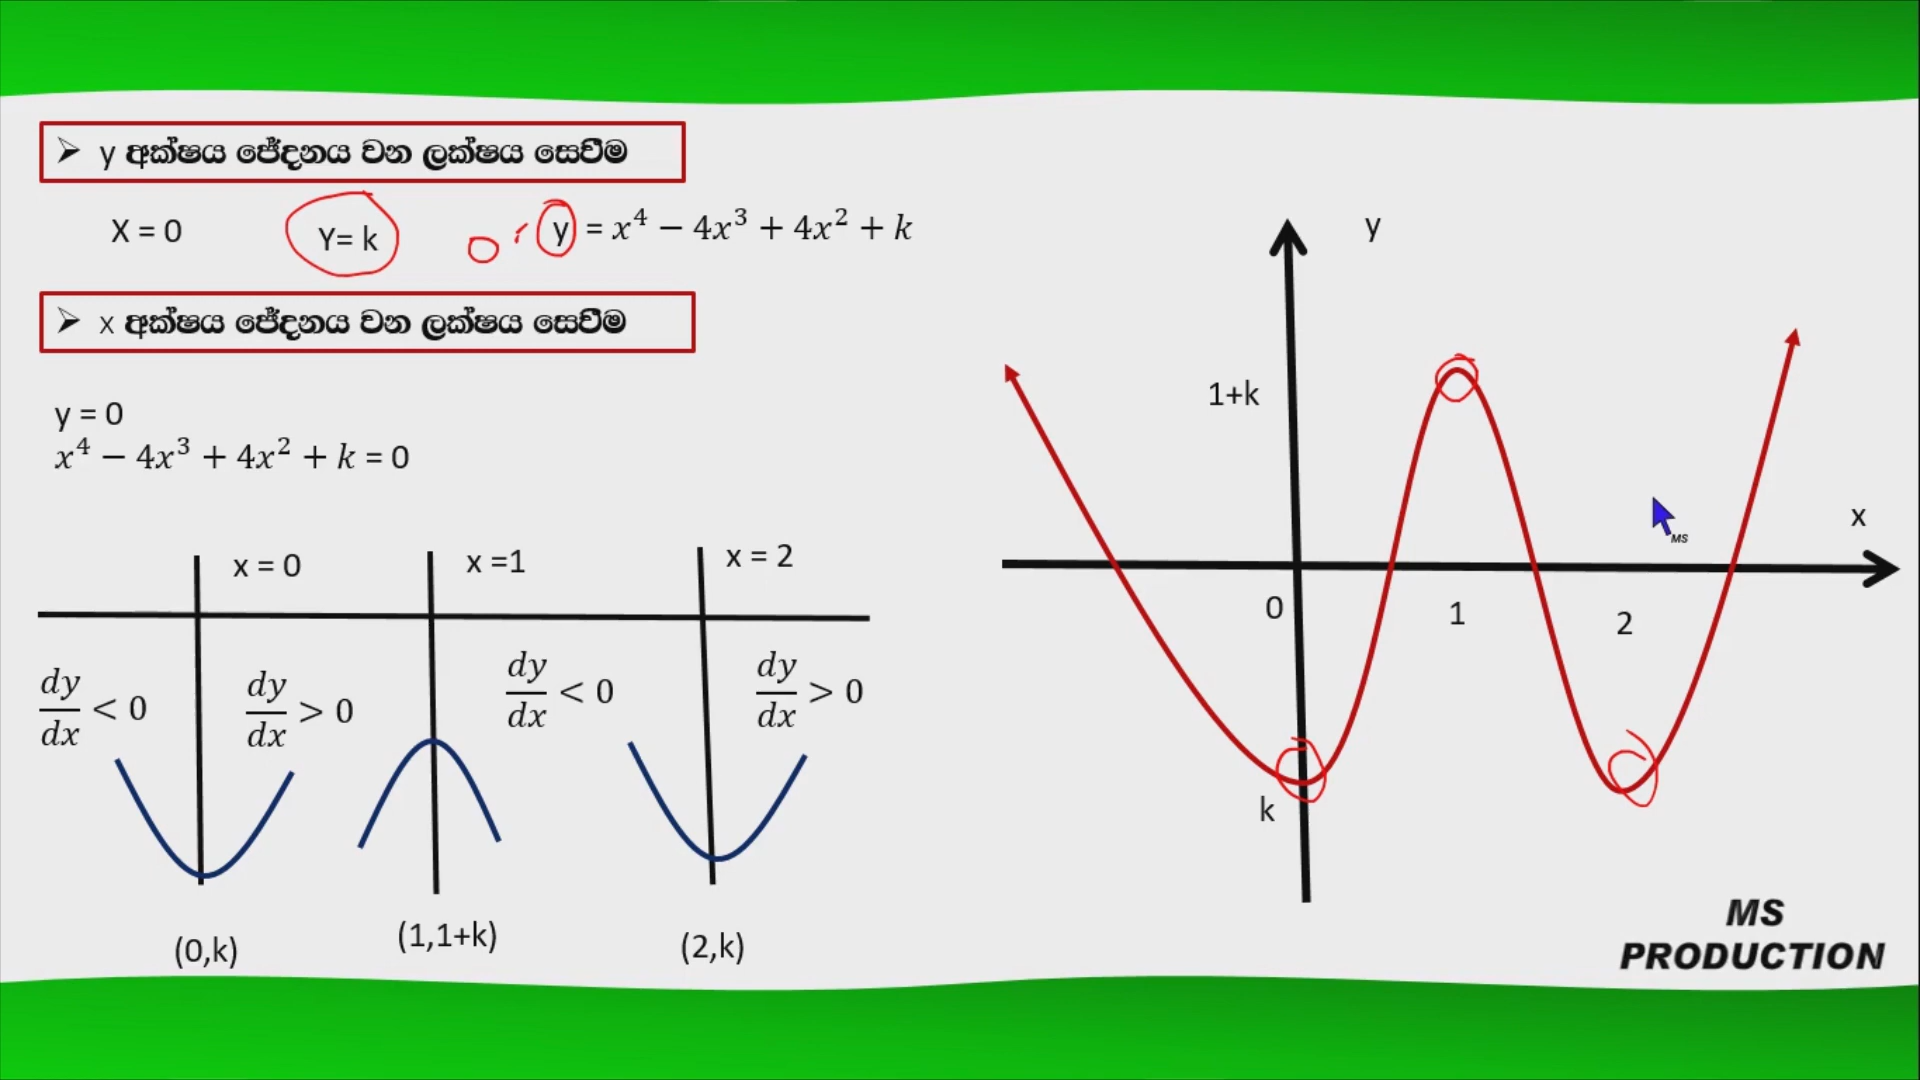 ➢ y අක්ෂය ඡේදනය වන ලක්ෂය සෙවීම
X = 0 Y= k y = x⁴ − 4x³ + 4x² + k
➢ x අක්ෂය ඡේදනය වන ලක්ෂය සෙවීම
y = 0
x⁴ − 4x³ + 4x² + k = 0
x = 0 x =1 x = 2
dy/dx < 0 dy/dx > 0 dy/dx < 0 dy/dx > 0
(0,k) (1,1+k) (2,k)
y
1+k
x
MS
0 1 2
k
MS
PRODUCTION